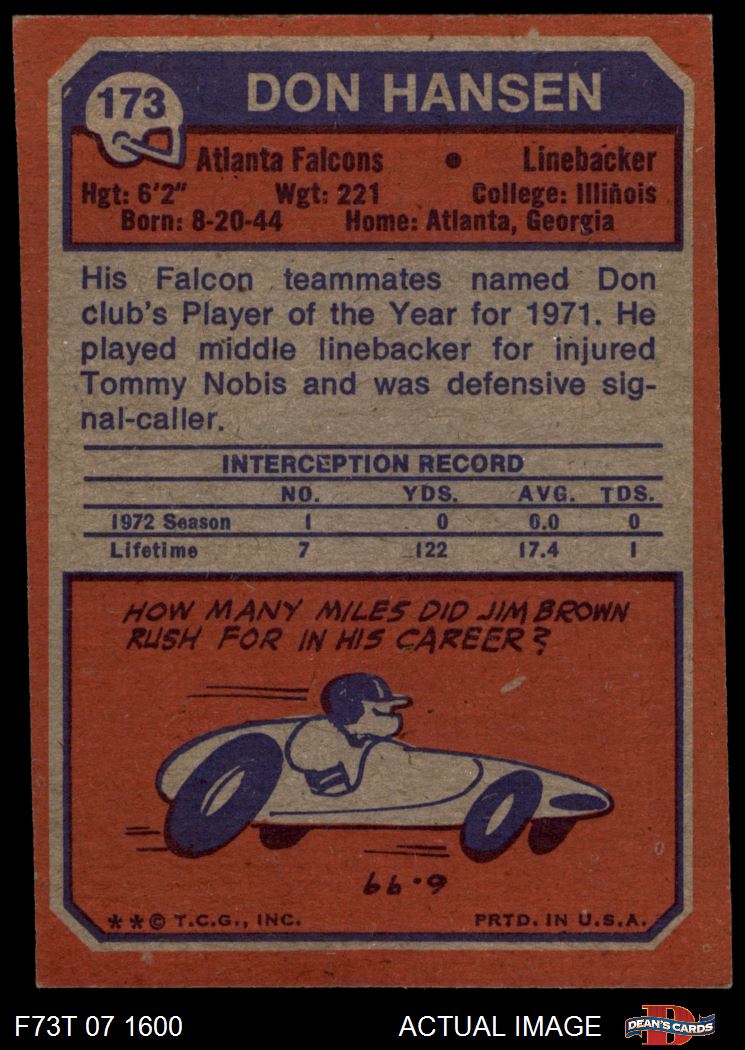 173
DON HANSEN
Atlanta Falcons • Linebacker
Hgt: 6'2" Wgt: 221 College: Illinois
Born: 8-20-44 Home: Atlanta, Georgia
His Falcon teammates named Don
club's Player of the Year for 1971. He
played middle linebacker for injured
Tommy Nobis and was defensive sig-
nal-caller.
INTERCEPTION RECORD
NO. YDS. AVG. TDS.
1972 Season 1 0 0.0 0
Lifetime 7 122 17.4 1
HOW MANY MILES DID JIM BROWN
RUSH FOR IN HIS CAREER?
6.99
** © T.C.G., INC. PRTD. IN U.S.A.
F73T 07 1600 ACTUAL IMAGE DEAN'S CARDS